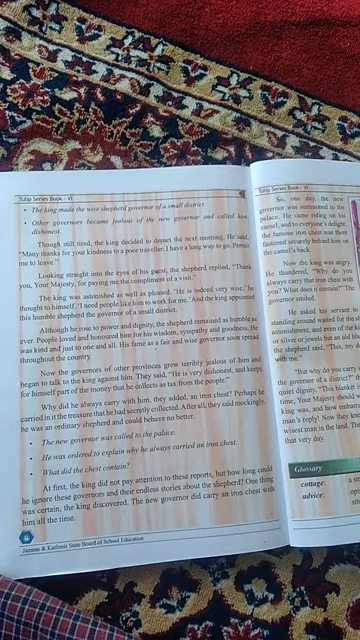 Tulip Series Book - VI
• The king made the wise shepherd governor of a small district.
• Other governors became jealous of the new governor and called him
dishonest.
Though still tired, the king decided to depart the next morning. He said,
"Many thanks for your kindness to a poor traveller. I have a long way to go. Permit
me to leave."
Looking straight into the eyes of his guest, the shepherd replied, "Thank
you, Your Majesty, for paying me the compliment of a visit."
The king was astonished as well as pleased. 'He is indeed very wise,' he
thought to himself. 'I need people like him to work for me.' And the king appointed
this humble shepherd the governor of a small district.
Although he rose to power and dignity, the shepherd remained as humble as
ever. People loved and honoured him for his wisdom, sympathy and goodness. He
was kind and just to one and all. His fame as a fair and wise governor soon spread
throughout the country.
Now the governors of other provinces grew terribly jealous of him and
began to talk to the king against him. They said, "He is very dishonest, and keeps
for himself part of the money that he collects as tax from the people."
Why did he always carry with him, they added, an iron chest? Perhaps he
carried in it the treasure that he had secretly collected. After all, they said mockingly,
he was an ordinary shepherd and could behave no better.
• The new governor was called to the palace.
• He was ordered to explain why he always carried an iron chest.
• What did the chest contain?
At first, the king did not pay attention to these reports, but how long could
he ignore these governors and their endless stories about the shepherd? One thing
was certain, the king discovered. The new governor did carry an iron chest with
him all the time.
Jammu & Kashmir State Board of School Education
Tulip Series Book - VI
So, one day, the new
governor was summoned to the
palace. He came riding on his
camel, and to everyone's delight,
the famous iron chest was there
fastened securely behind him on
the camel's back.
Now the king was angry.
He thundered, "Why do you
always carry that iron chest with
you? What does it contain?" The
governor smiled.
He asked his servant to
standing around waited for the
astonishment, and even of the k
or silver or jewels but an old bla
the shepherd said. "This, my d
with me."
"But why do you carry
the governor of a district?" th
quiet dignity, "This blanket
time, Your Majesty should w
king was, and how embarra
man's reply! Now they kne
wisest man in the land. The
that very day.
Glossary
cottage: a sm
advice: opi